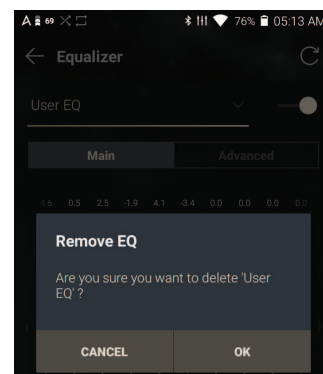 A 69 76% 05:13 AM
Equalizer
User EQ
Main Advanced
4.6 0.5 2.5 -1.9 4.1 -3.4 0.0 0.0 0.0 0.0
Remove EQ
Are you sure you want to delete 'User
EQ' ?
CANCEL OK